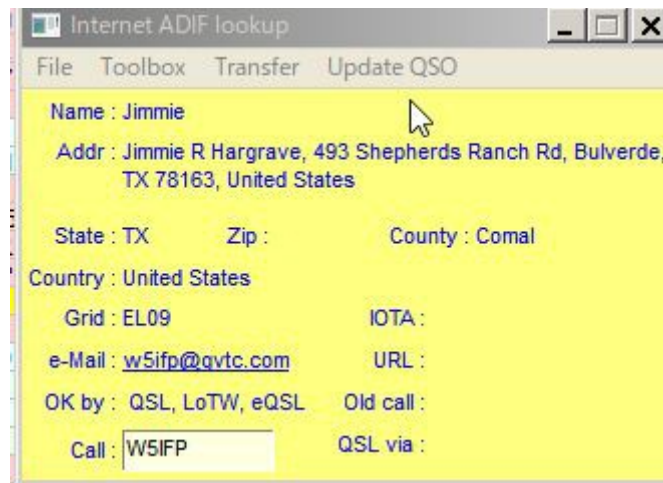 Internet ADIF lookup
File Toolbox Transfer Update QSO
Name : Jimmie
Addr : Jimmie R Hargrave, 493 Shepherds Ranch Rd, Bulverde,
TX 78163, United States
State : TX Zip : County : Comal
Country : United States
Grid : EL09 IOTA :
e-Mail : w5ifp@gvtc.com URL :
OK by : QSL, LoTW, eQSL Old call :
Call : W5IFP QSL via :